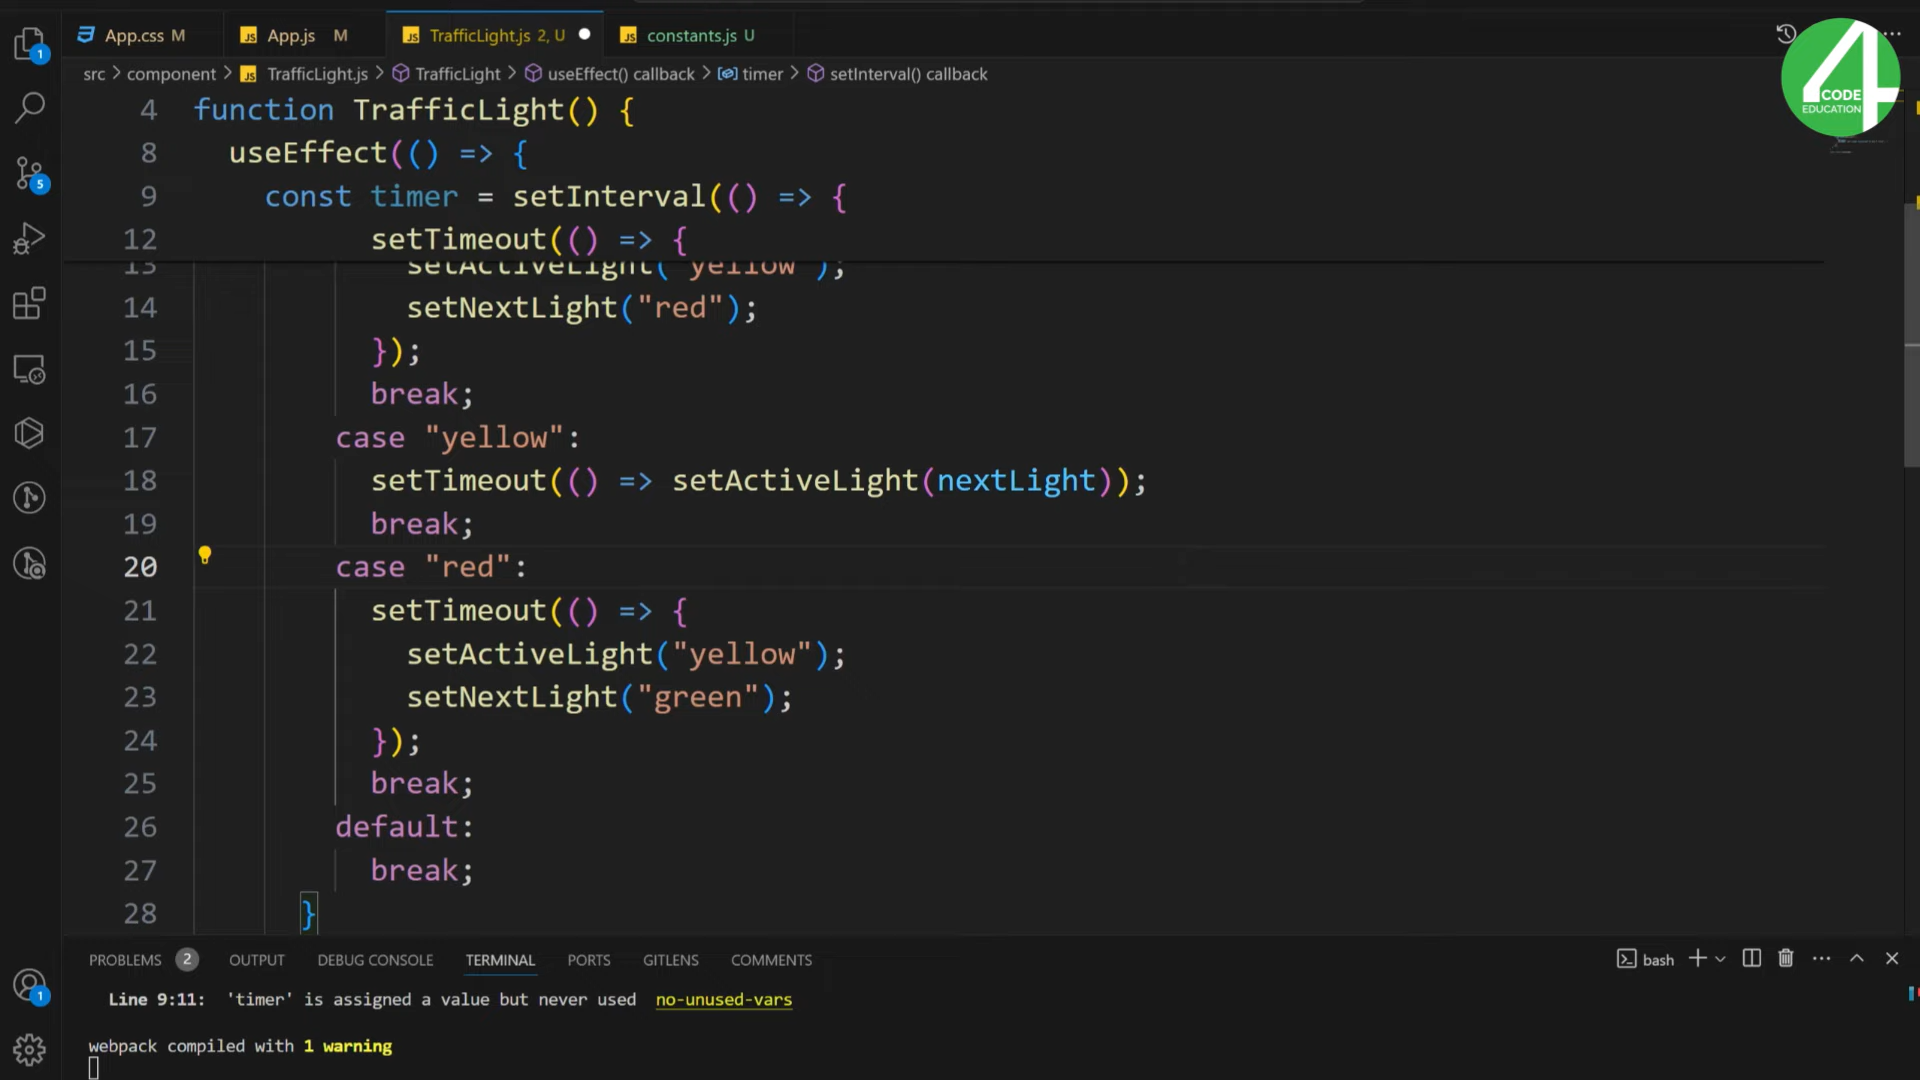 App.css M
App.js M
TrafficLight.js 2, U
constants.js U
4 CODE EDUCATION
src > component > TrafficLight.js > TrafficLight > useEffect() callback > timer > setInterval() callback
4 function TrafficLight() {
8 useEffect(() => {
9 const timer = setInterval(() => {
12 setTimeout(() => {
13 setActiveLight("yellow");
14 setNextLight("red");
15 });
16 break;
17 case "yellow":
18 setTimeout(() => setActiveLight(nextLight));
19 break;
20 case "red":
21 setTimeout(() => {
22 setActiveLight("yellow");
23 setNextLight("green");
24 });
25 break;
26 default:
27 break;
28 }
1
5
1
PROBLEMS 2 OUTPUT DEBUG CONSOLE TERMINAL PORTS GITLENS COMMENTS
bash
Line 9:11: 'timer' is assigned a value but never used no-unused-vars
webpack compiled with 1 warning